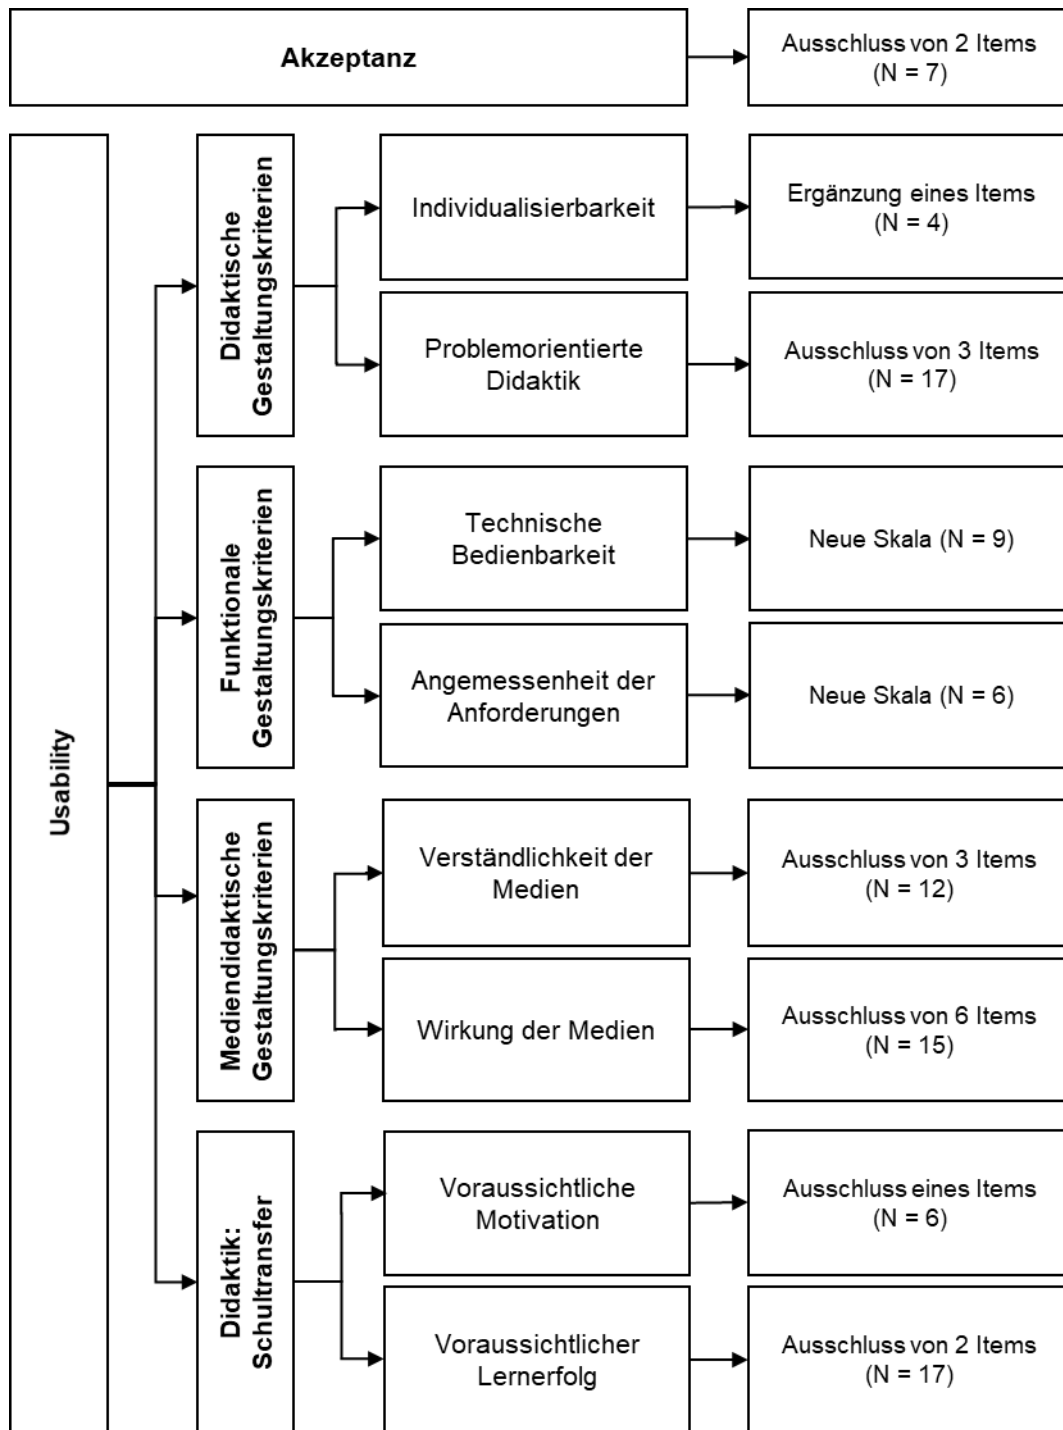 Akzeptanz
Ausschluss von 2 Items
(N = 7)
Usability
Didaktische
Gestaltungskriterien
Individualisierbarkeit
Ergänzung eines Items
(N = 4)
Problemorientierte
Didaktik
Ausschluss von 3 Items
(N = 17)
Funktionale
Gestaltungskriterien
Technische
Bedienbarkeit
Neue Skala (N = 9)
Angemessenheit der
Anforderungen
Neue Skala (N = 6)
Mediendidaktische
Gestaltungskriterien
Verständlichkeit der
Medien
Ausschluss von 3 Items
(N = 12)
Wirkung der Medien
Ausschluss von 6 Items
(N = 15)
Didaktik:
Schultransfer
Voraussichtliche
Motivation
Ausschluss eines Items
(N = 6)
Voraussichtlicher
Lernerfolg
Ausschluss von 2 Items
(N = 17)